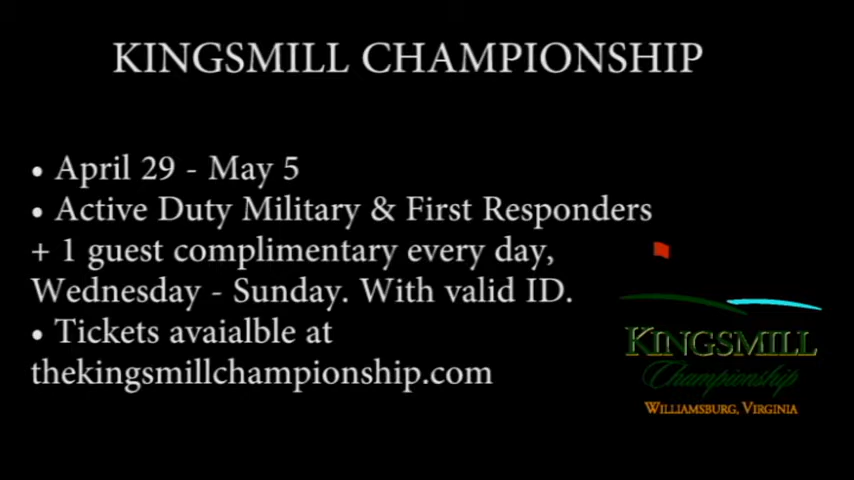 KINGSMILL CHAMPIONSHIP
• April 29 - May 5
• Active Duty Military & First Responders
+ 1 guest complimentary every day,
Wednesday - Sunday. With valid ID.
• Tickets avaialble at
thekingsmillchampionship.com
KINGSMILL
Championship
WILLIAMSBURG, VIRGINIA